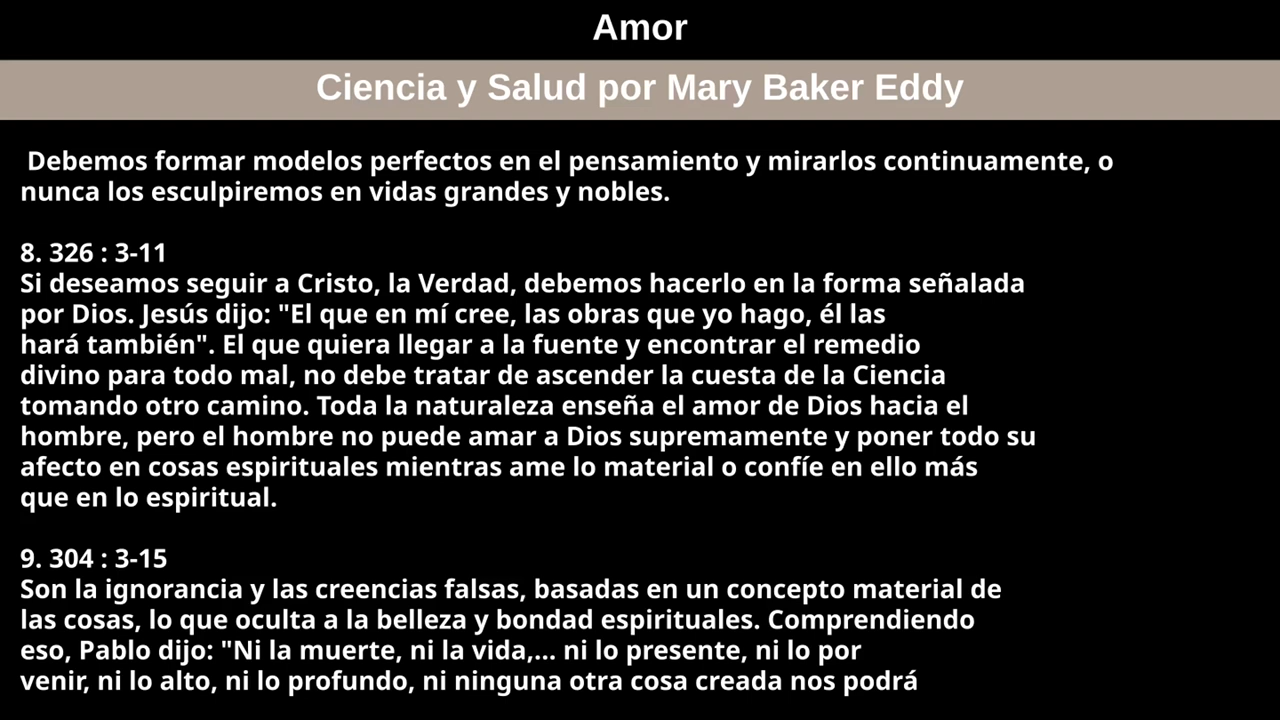 Amor
Ciencia y Salud por Mary Baker Eddy
Debemos formar modelos perfectos en el pensamiento y mirarlos continuamente, o
nunca los esculpiremos en vidas grandes y nobles.
8. 326 : 3-11
Si deseamos seguir a Cristo, la Verdad, debemos hacerlo en la forma señalada
por Dios. Jesús dijo: "El que en mí cree, las obras que yo hago, él las
hará también". El que quiera llegar a la fuente y encontrar el remedio
divino para todo mal, no debe tratar de ascender la cuesta de la Ciencia
tomando otro camino. Toda la naturaleza enseña el amor de Dios hacia el
hombre, pero el hombre no puede amar a Dios supremamente y poner todo su
afecto en cosas espirituales mientras ame lo material o confíe en ello más
que en lo espiritual.
9. 304 : 3-15
Son la ignorancia y las creencias falsas, basadas en un concepto material de
las cosas, lo que oculta a la belleza y bondad espirituales. Comprendiendo
eso, Pablo dijo: "Ni la muerte, ni la vida,... ni lo presente, ni lo por
venir, ni lo alto, ni lo profundo, ni ninguna otra cosa creada nos podrá